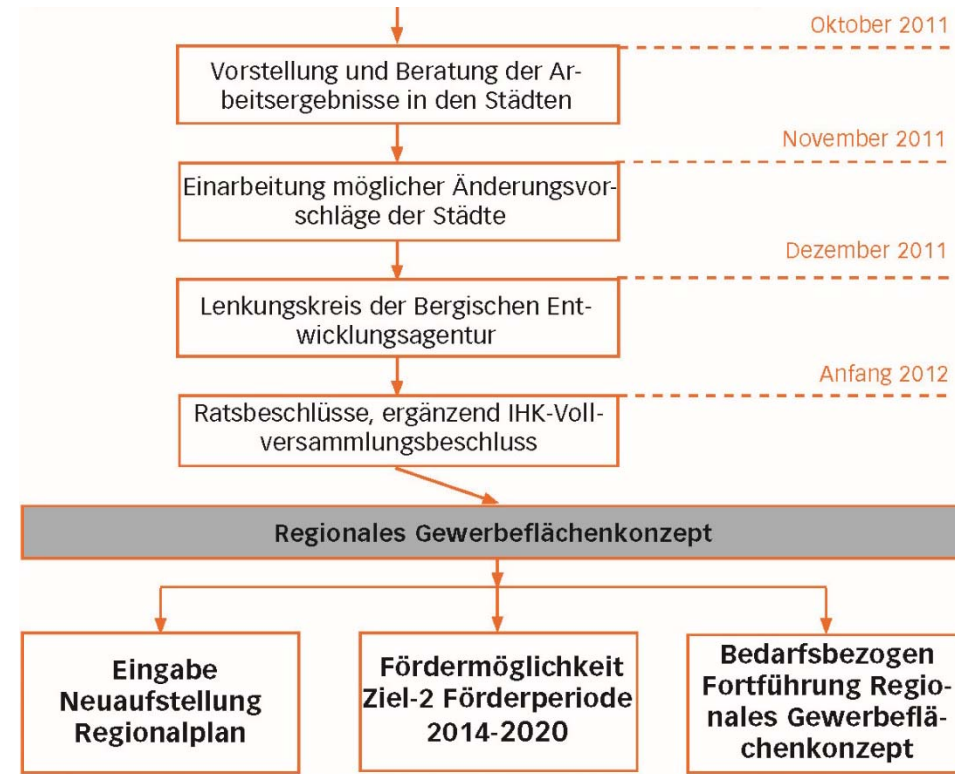 Oktober 2011
Vorstellung und Beratung der Ar-
beitsergebnisse in den Städten
November 2011
Einarbeitung möglicher Änderungsvor-
schläge der Städte
Dezember 2011
Lenkungskreis der Bergischen Ent-
wicklungsagentur
Anfang 2012
Ratsbeschlüsse, ergänzend IHK-Voll-
versammlungsbeschluss
Regionales Gewerbeflächenkonzept
Eingabe
Neuaufstellung
Regionalplan
Fördermöglichkeit
Ziel-2 Förderperiode
2014-2020
Bedarfsbezogen
Fortführung Regio-
nales Gewerbeflä-
chenkonzept